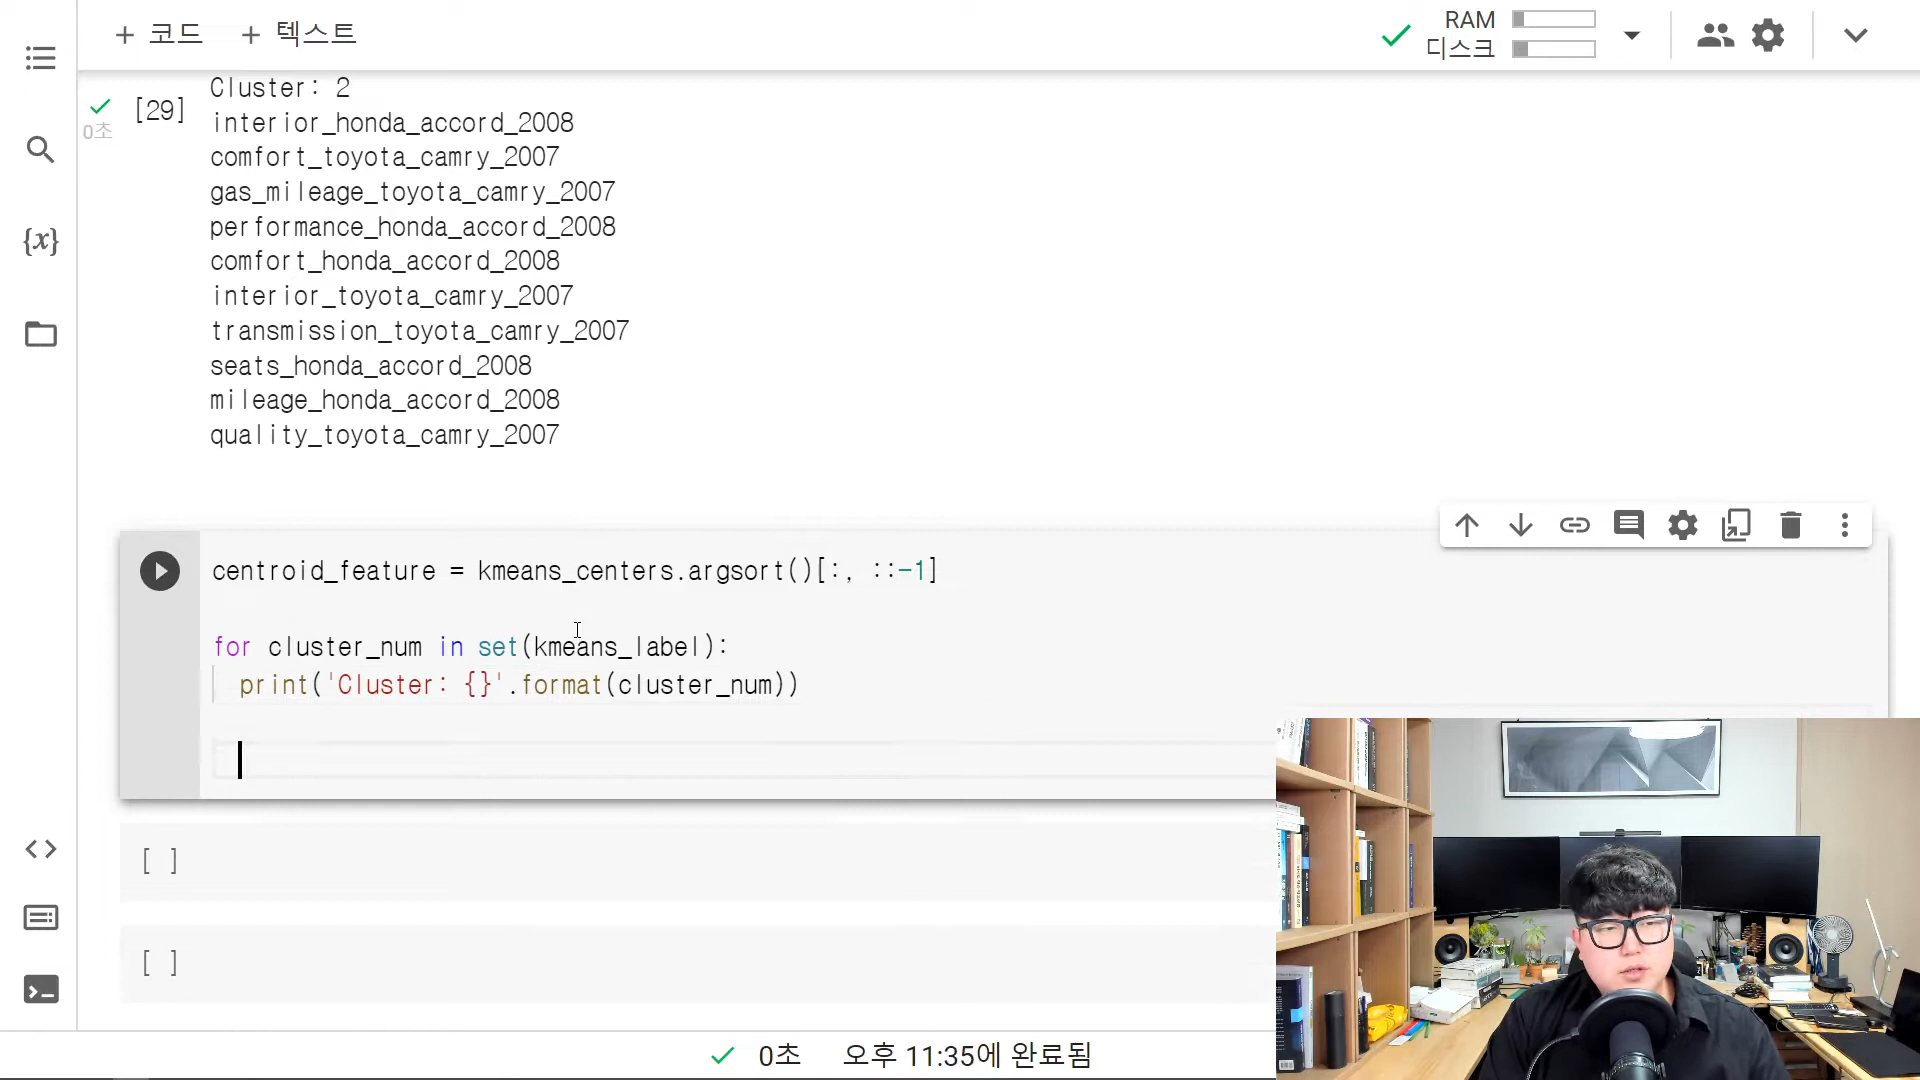 + 코드 + 텍스트
RAM
디스크
[29]
0초
Cluster: 2
interior_honda_accord_2008
comfort_toyota_camry_2007
gas_mileage_toyota_camry_2007
performance_honda_accord_2008
comfort_honda_accord_2008
interior_toyota_camry_2007
transmission_toyota_camry_2007
seats_honda_accord_2008
mileage_honda_accord_2008
quality_toyota_camry_2007
{x}
centroid_feature = kmeans_centers.argsort()[:, ::-1]
for cluster_num in set(kmeans_label):
print('Cluster: {}'.format(cluster_num))
[ ]
[ ]
0초 오후 11:35에 완료됨